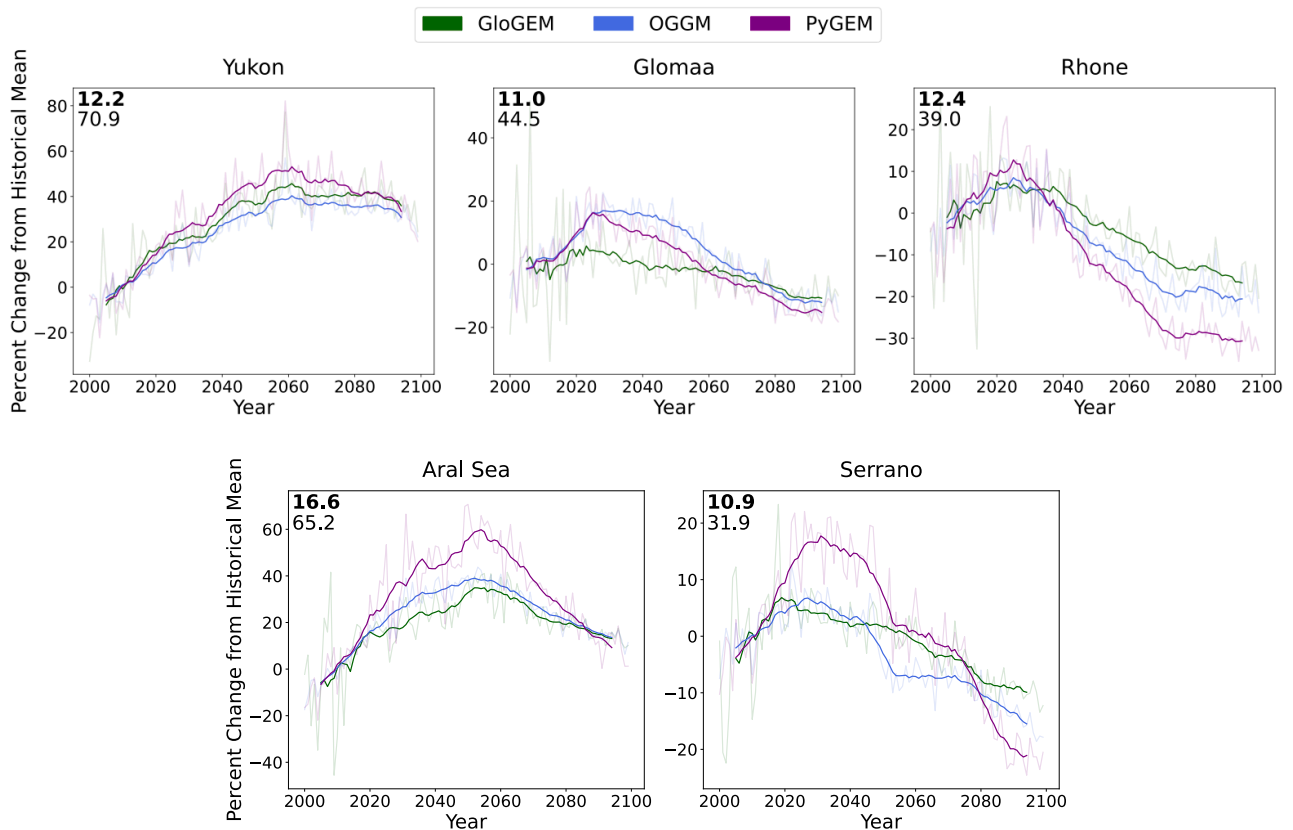 GloGEM OGGM PyGEM
Yukon
Percent Change from Historical Mean
12.2
70.9
80
60
40
20
0
−20
2000 2020 2040 2060 2080 2100
Year
Glomaa
11.0
44.5
40
20
0
−20
2000 2020 2040 2060 2080 2100
Year
Rhone
12.4
39.0
20
10
0
−10
−20
−30
2000 2020 2040 2060 2080 2100
Year
Aral Sea
Percent Change from Historical Mean
16.6
65.2
60
40
20
0
−20
−40
2000 2020 2040 2060 2080 2100
Year
Serrano
10.9
31.9
20
10
0
−10
−20
2000 2020 2040 2060 2080 2100
Year